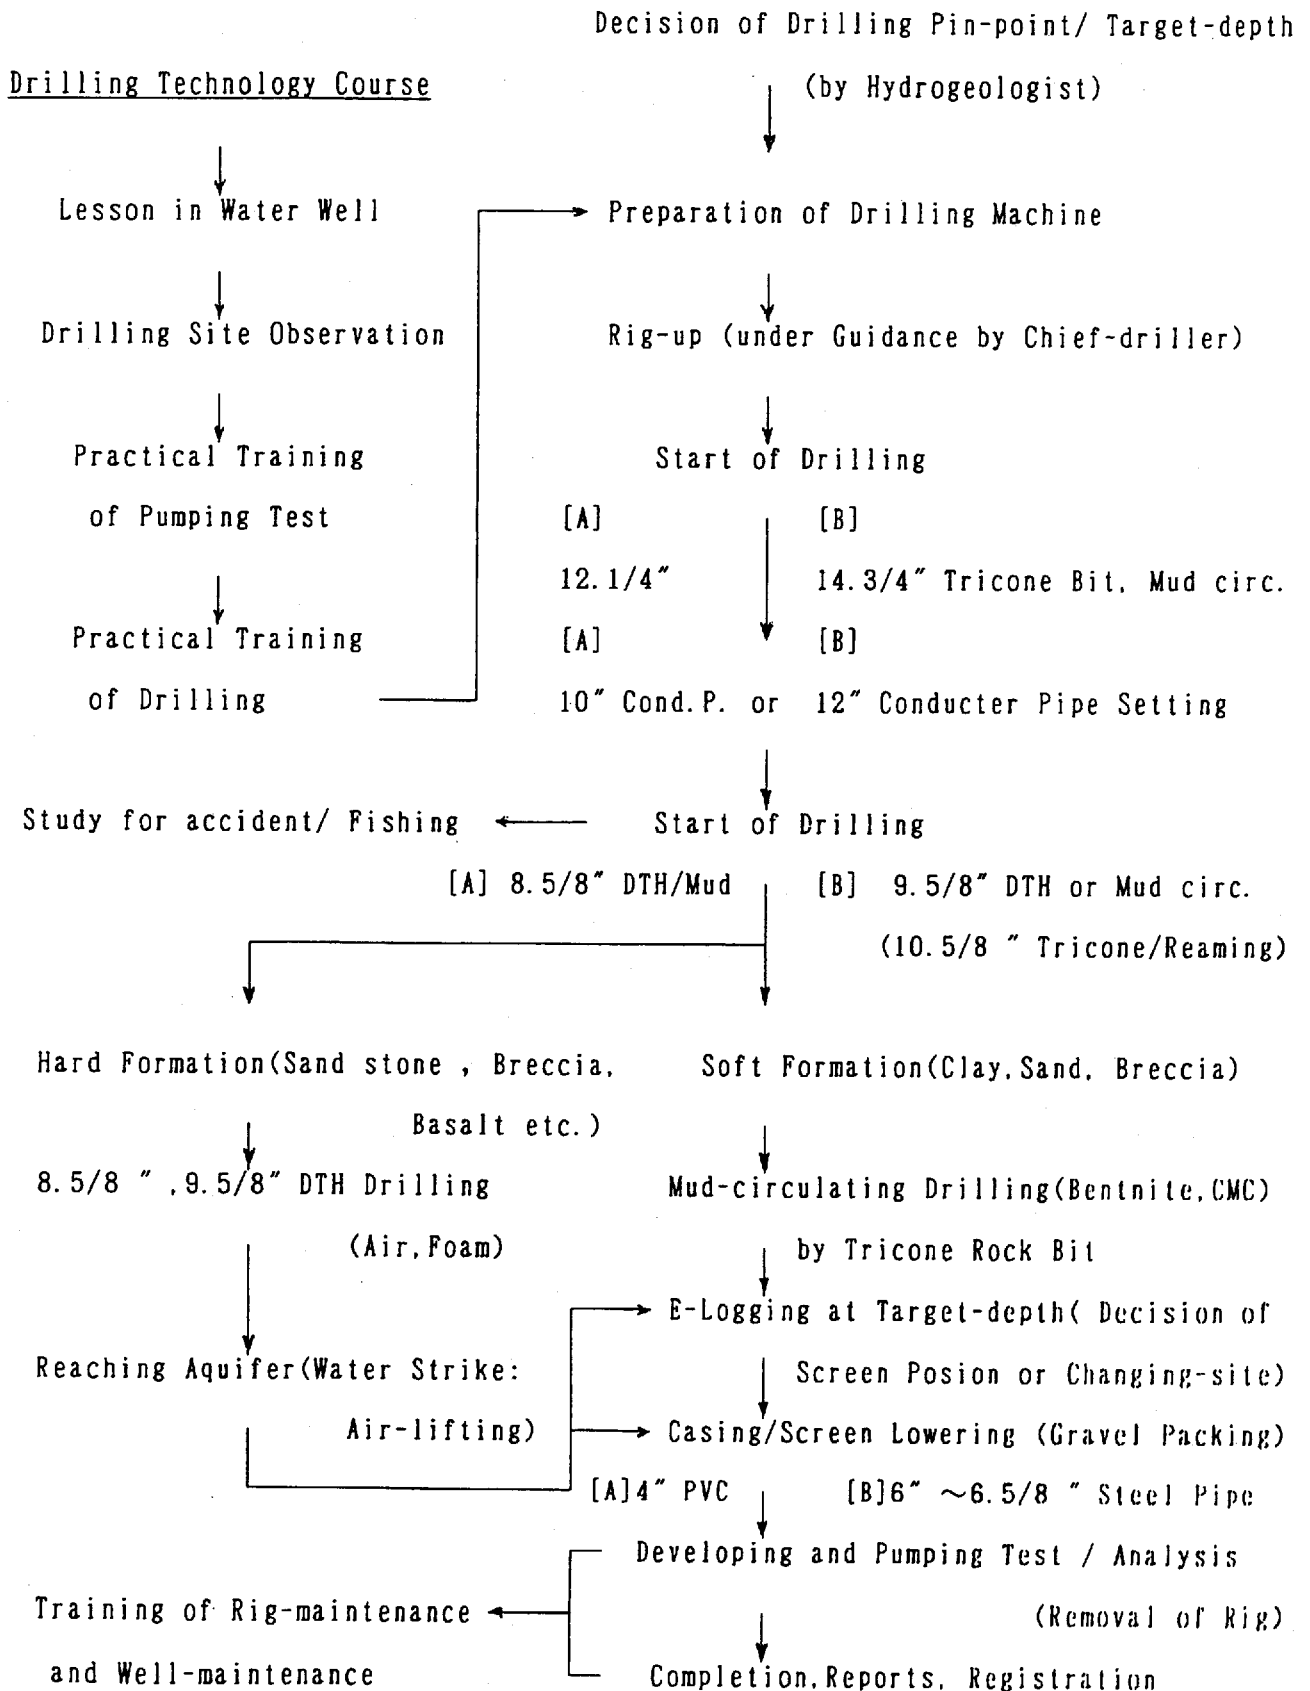 Decision of Drilling Pin-point/ Target-depth
Drilling Technology Course
(by Hydrogeologist)
Lesson in Water Well
Preparation of Drilling Machine
Drilling Site Observation
Rig-up (under Guidance by Chief-driller)
Practical Training
Start of Drilling
of Pumping Test
[A]
[B]
12.1/4″
14.3/4″ Tricone Bit, Mud circ.
Practical Training
[A]
[B]
of Drilling
10″ Cond.P. or 12″ Conducter Pipe Setting
Study for accident/ Fishing
Start of Drilling
[A] 8.5/8″ DTH/Mud
[B] 9.5/8″ DTH or Mud circ.
(10.5/8 ″ Tricone/Reaming)
Hard Formation(Sand stone , Breccia,
Basalt etc.)
Soft Formation(Clay,Sand, Breccia)
8.5/8 ″ ,9.5/8″ DTH Drilling
(Air,Foam)
Mud-circulating Drilling(Bentnite,CMC)
by Tricone Rock Bit
E-Logging at Target-depth( Decision of
Screen Posion or Changing-site)
Reaching Aquifer(Water Strike:
Air-lifting)
Casing/Screen Lowering (Gravel Packing)
[A]4″ PVC
[B]6″ ~6.5/8 ″ Steel Pipe
Developing and Pumping Test / Analysis
(Removal of Rig)
Training of Rig-maintenance
and Well-maintenance
Completion,Reports, Registration